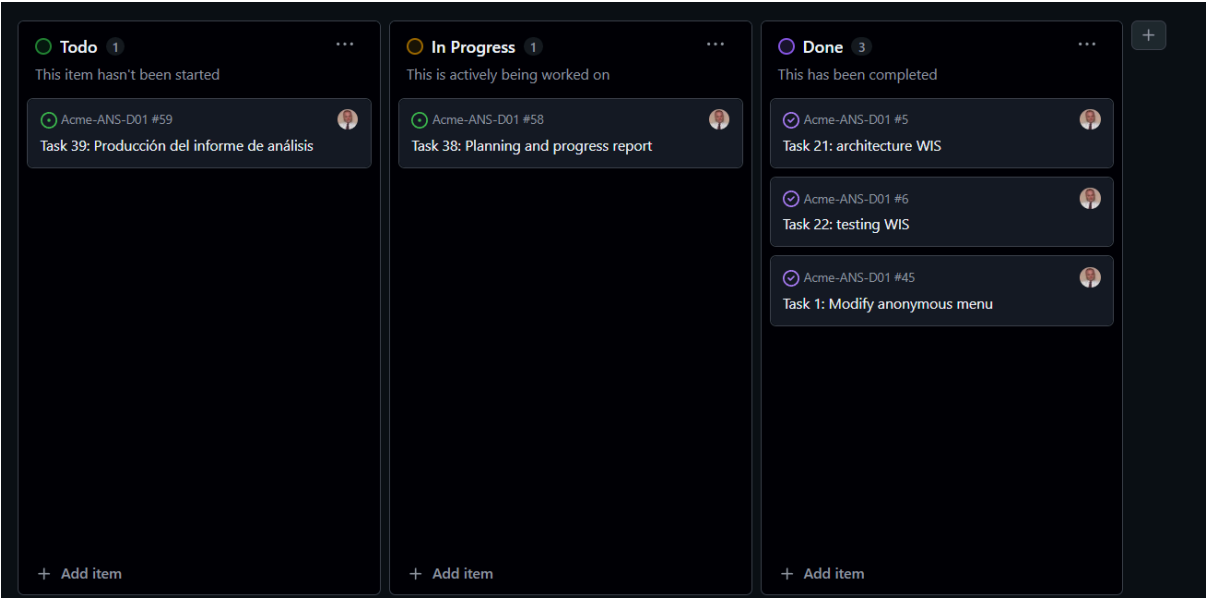 Todo 1
This item hasn't been started
Acme-ANS-D01 #59
Task 39: Producción del informe de análisis
+ Add item
In Progress 1
This is actively being worked on
Acme-ANS-D01 #58
Task 38: Planning and progress report
+ Add item
Done 3
This has been completed
Acme-ANS-D01 #5
Task 21: architecture WIS
Acme-ANS-D01 #6
Task 22: testing WIS
Acme-ANS-D01 #45
Task 1: Modify anonymous menu
+ Add item